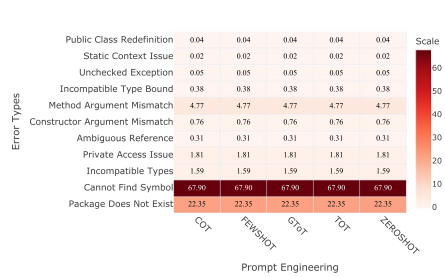 Scale
Public Class Redefinition 0.04 0.04 0.04 0.04 0.04
Static Context Issue 0.02 0.02 0.02 0.02 0.02
Unchecked Exception 0.05 0.05 0.05 0.05 0.05
Incompatible Type Bound 0.38 0.38 0.38 0.38 0.38
Method Argument Mismatch 4.77 4.77 4.77 4.77 4.77
Constructor Argument Mismatch 0.76 0.76 0.76 0.76 0.76
Ambiguous Reference 0.31 0.31 0.31 0.31 0.31
Private Access Issue 1.81 1.81 1.81 1.81 1.81
Incompatible Types 1.59 1.59 1.59 1.59 1.59
Cannot Find Symbol 67.90 67.90 67.90 67.90 67.90
Package Does Not Exist 22.35 22.35 22.35 22.35 22.35
Error Types
COT FEWSHOT GToT TOT ZEROSHOT
Prompt Engineering
60
50
40
30
20
10
0